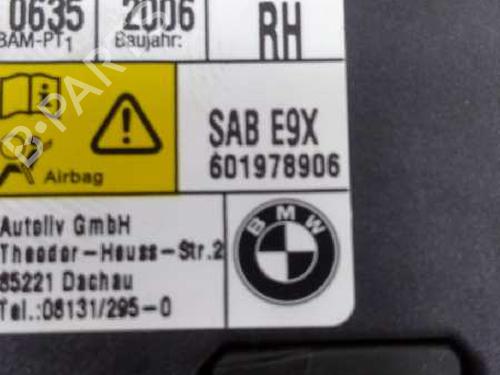 0635 2006 RH
BAM-PT1 Baujahr:
SAB E9X
601978906
Airbag
Autoliv GmbH
Theodor-Heuss-Str.2
85221 Dachau
Tel.:08131/295-0
BMW
B-PARTS